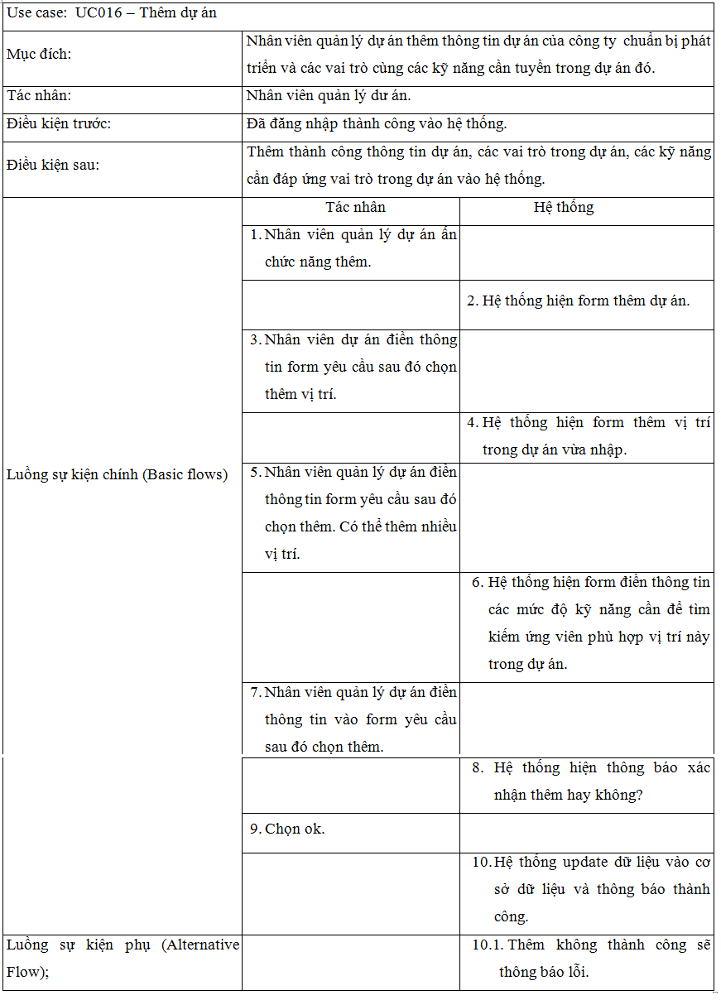 Use case: UC016 – Thêm dự án
Mục đích:
Nhân viên quản lý dự án thêm thông tin dự án của công ty chuẩn bị phát
triển và các vai trò cùng các kỹ năng cần tuyển trong dự án đó.
Tác nhân:
Nhân viên quản lý dư án.
Điều kiện trước:
Đã đăng nhập thành công vào hệ thống.
Điều kiện sau:
Thêm thành công thông tin dự án, các vai trò trong dự án, các kỹ năng
cần đáp ứng vai trò trong dự án vào hệ thống.
Luồng sự kiện chính (Basic flows)
Tác nhân
Hệ thống
1. Nhân viên quản lý dự án ấn
chức năng thêm.
2. Hệ thống hiện form thêm dự án.
3. Nhân viên dự án điền thông
tin form yêu cầu sau đó chọn
thêm vị trí.
4. Hệ thống hiện form thêm vị trí
trong dự án vừa nhập.
5. Nhân viên quản lý dự án điền
thông tin form yêu cầu sau đó
chọn thêm. Có thể thêm nhiều
vị trí.
6. Hệ thống hiện form điền thông tin
các mức độ kỹ năng cần để tìm
kiếm ứng viên phù hợp vị trí này
trong dự án.
7. Nhân viên quản lý dự án điền
thông tin vào form yêu cầu
sau đó chọn thêm.
8. Hệ thống hiện thông báo xác
nhận thêm hay không?
9. Chọn ok.
10. Hệ thống update dữ liệu vào cơ
sở dữ liệu và thông báo thành
công.
Luồng sự kiện phụ (Alternative
Flow);
10.1. Thêm không thành công sẽ
thông báo lỗi.